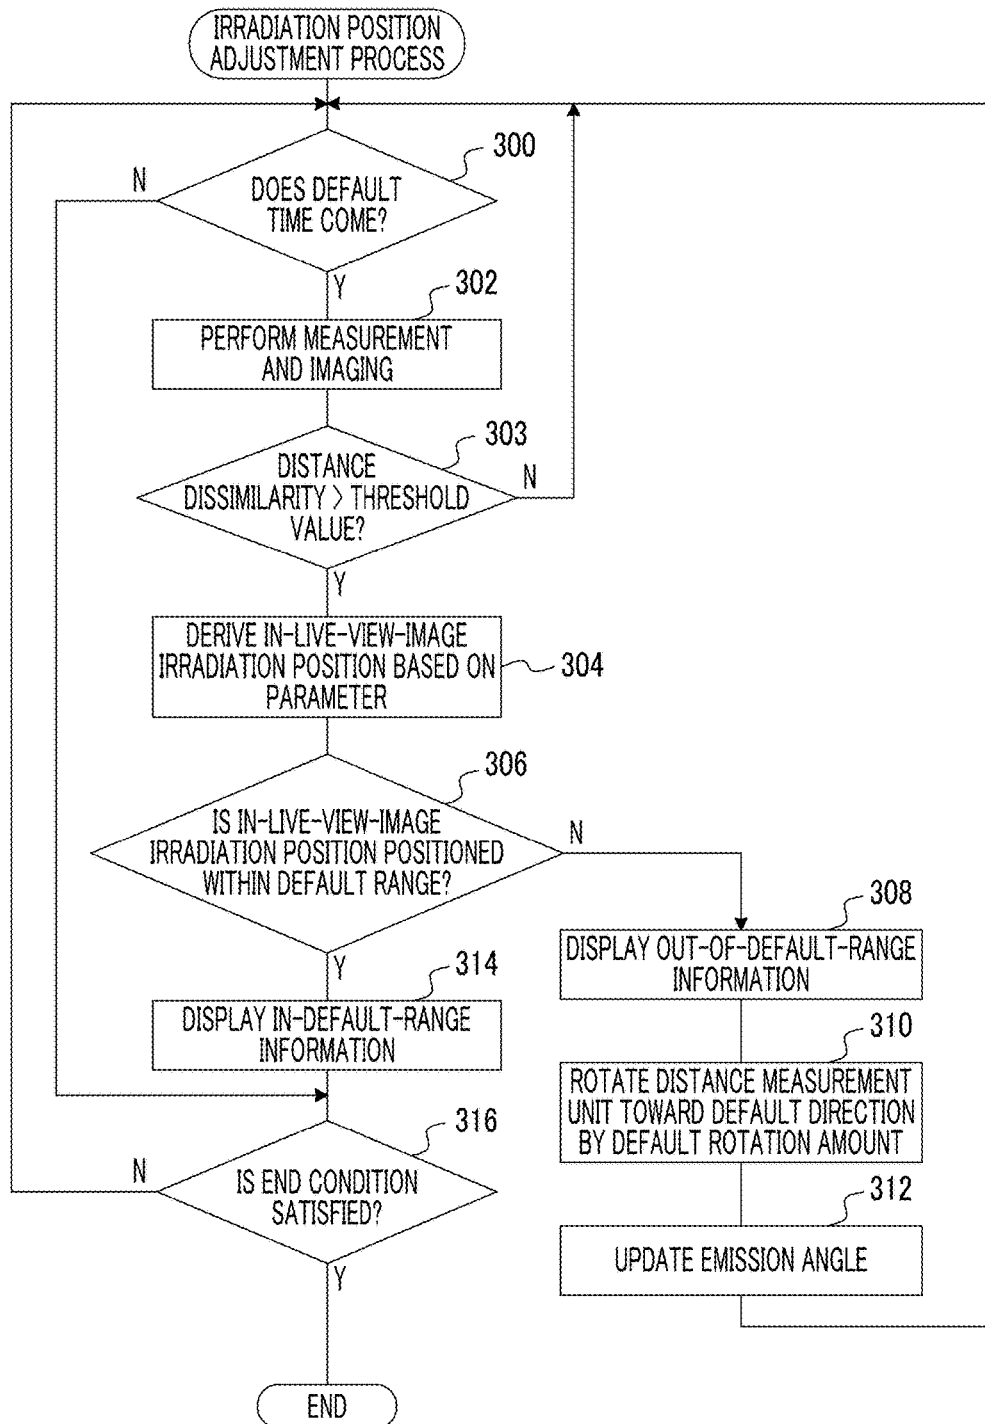 IRRADIATION POSITION
ADJUSTMENT PROCESS
300
N
DOES DEFAULT
TIME COME?
Y
302
PERFORM MEASUREMENT
AND IMAGING
303
DISTANCE
DISSIMILARITY > THRESHOLD
VALUE?
N
Y
DERIVE IN-LIVE-VIEW-IMAGE
IRRADIATION POSITION BASED ON
PARAMETER
304
306
IS IN-LIVE-VIEW-IMAGE
IRRADIATION POSITION POSITIONED
WITHIN DEFAULT RANGE?
N
Y
308
DISPLAY OUT-OF-DEFAULT-RANGE
INFORMATION
314
DISPLAY IN-DEFAULT-RANGE
INFORMATION
310
ROTATE DISTANCE MEASUREMENT
UNIT TOWARD DEFAULT DIRECTION
BY DEFAULT ROTATION AMOUNT
316
N
IS END CONDITION
SATISFIED?
Y
312
UPDATE EMISSION ANGLE
END